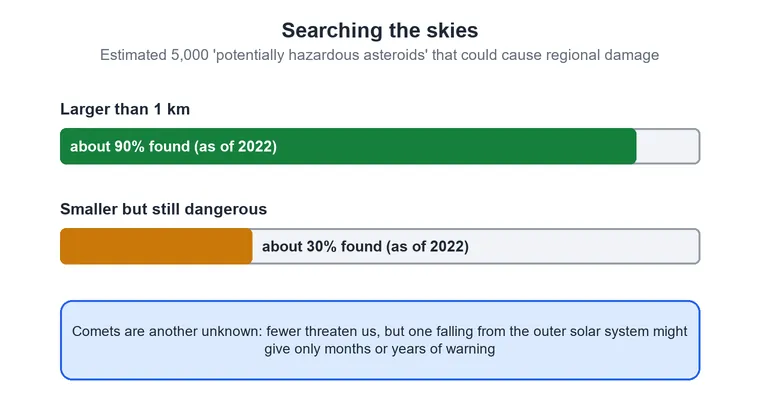 Searching the skies
Estimated 5,000 'potentially hazardous asteroids' that could cause regional damage
Larger than 1 km
about 90% found (as of 2022)
Smaller but still dangerous
about 30% found (as of 2022)
Comets are another unknown: fewer threaten us, but one falling from the outer solar system might
give only months or years of warning